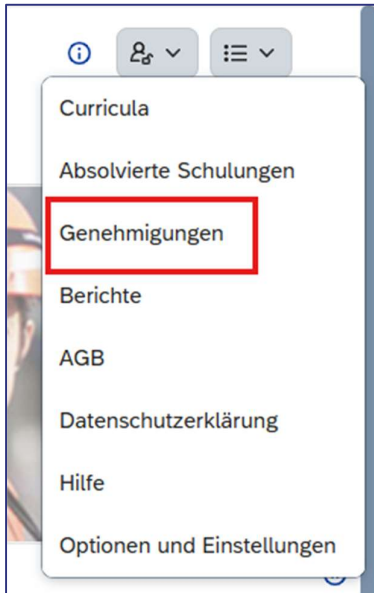 Curricula
Absolvierte Schulungen
Genehmigungen
Berichte
AGB
Datenschutzerklärung
Hilfe
Optionen und Einstellungen